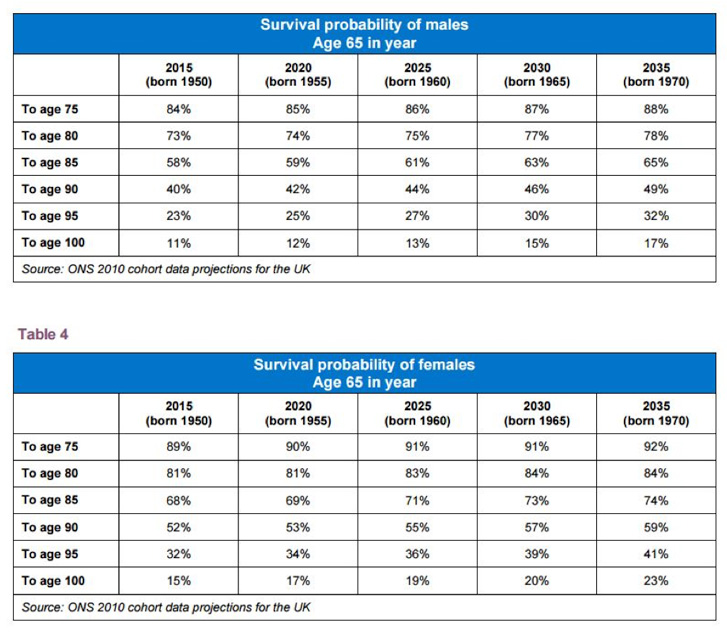 Survival probability of males
Age 65 in year
2015 2020 2025 2030 2035
(born 1950) (born 1955) (born 1960) (born 1965) (born 1970)
To age 75 84% 85% 86% 87% 88%
To age 80 73% 74% 75% 77% 78%
To age 85 58% 59% 61% 63% 65%
To age 90 40% 42% 44% 46% 49%
To age 95 23% 25% 27% 30% 32%
To age 100 11% 12% 13% 15% 17%
Source: ONS 2010 cohort data projections for the UK
Table 4
Survival probability of females
Age 65 in year
2015 2020 2025 2030 2035
(born 1950) (born 1955) (born 1960) (born 1965) (born 1970)
To age 75 89% 90% 91% 91% 92%
To age 80 81% 81% 83% 84% 84%
To age 85 68% 69% 71% 73% 74%
To age 90 52% 53% 55% 57% 59%
To age 95 32% 34% 36% 39% 41%
To age 100 15% 17% 19% 20% 23%
Source: ONS 2010 cohort data projections for the UK